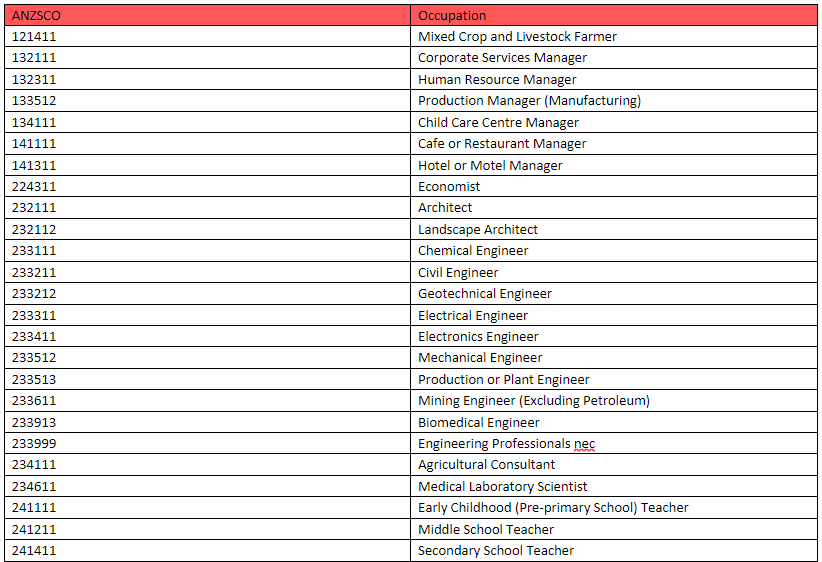 ANZSCO Occupation
121411 Mixed Crop and Livestock Farmer
132111 Corporate Services Manager
132311 Human Resource Manager
133512 Production Manager (Manufacturing)
134111 Child Care Centre Manager
141111 Cafe or Restaurant Manager
141311 Hotel or Motel Manager
224311 Economist
232111 Architect
232112 Landscape Architect
233111 Chemical Engineer
233211 Civil Engineer
233212 Geotechnical Engineer
233311 Electrical Engineer
233411 Electronics Engineer
233512 Mechanical Engineer
233513 Production or Plant Engineer
233611 Mining Engineer (Excluding Petroleum)
233913 Biomedical Engineer
233999 Engineering Professionals nec
234111 Agricultural Consultant
234611 Medical Laboratory Scientist
241111 Early Childhood (Pre-primary School) Teacher
241211 Middle School Teacher
241411 Secondary School Teacher